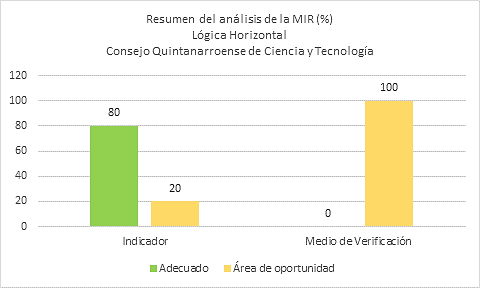 Resumen del análisis de la MIR (%)
Lógica Horizontal
Consejo Quintanarroense de Ciencia y Tecnología
120
100
80
60
40
20
0
80
20
0
100
Indicador
Medio de Verificación
Adecuado
Área de oportunidad